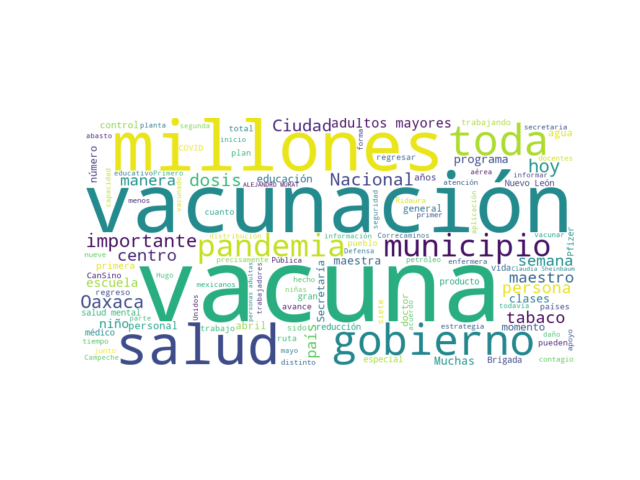 control planta segunda total Ciudad adultos mayores trabajando secretaria
abasto millones inicio forma toda agua
número COVID plan regresar programa docentes
educativo Primero educación Nacional años hoy
capacidad manera vacunado dosis ALEJANDRO MURAT atención aérea informar Nuevo León
menos cuanto vacunación seguridad general primer Ridaura aplicación
importante distribución pandemia información pueblo Correcaminos municipio enfermera vacunar Pfizer
nueve centro precisamente Secretaría Defensa maestra petroleo semana
CanSino primera Hugo vacuna hecho vida Claudia Sheinbaum maestro
escuela mexicanos niñas gran producto persona
Oaxaca Unidos personas adultas trabajadores avance siete doctor acuerdo todavía clases países
salud mental parte abril tabaco
niño personal trabajo salud sido país reducción gobierno estrategia momento daño
médico ruta pueden apoyo
tiempo junto mayo especial Muchas Brigada contagio
Campeche distinto Pública